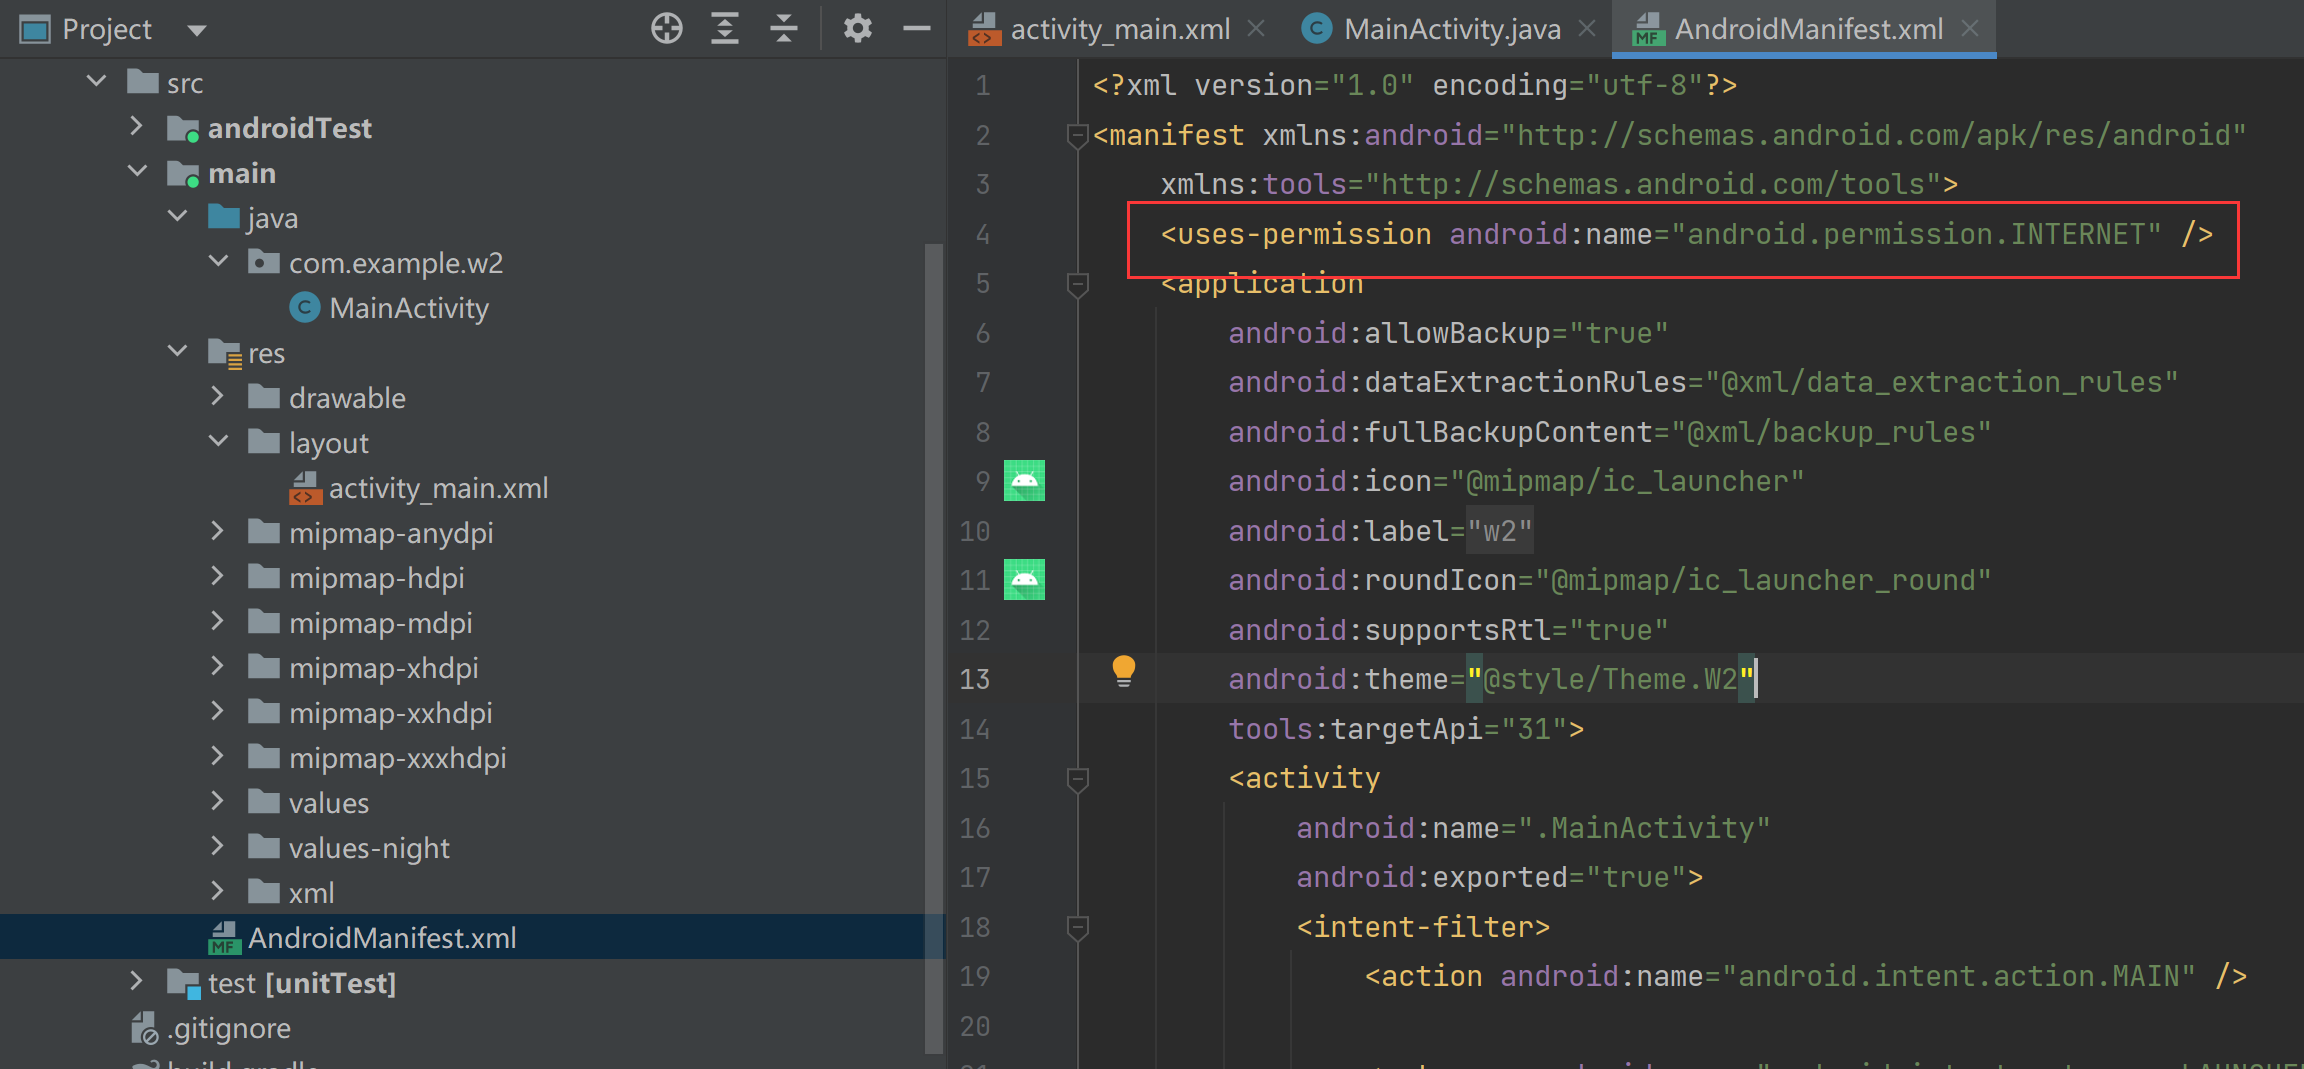 Project
src
androidTest
main
java
com.example.w2
MainActivity
res
drawable
layout
activity_main.xml
mipmap-anydpi
mipmap-hdpi
mipmap-mdpi
mipmap-xhdpi
mipmap-xxhdpi
mipmap-xxxhdpi
values
values-night
xml
AndroidManifest.xml
test [unitTest]
.gitignore
activity_main.xml MainActivity.java AndroidManifest.xml
1 <?xml version="1.0" encoding="utf-8"?>
2 <manifest xmlns:android="http://schemas.android.com/apk/res/android"
3 xmlns:tools="http://schemas.android.com/tools">
4 <uses-permission android:name="android.permission.INTERNET" />
5 <application
6 android:allowBackup="true"
7 android:dataExtractionRules="@xml/data_extraction_rules"
8 android:fullBackupContent="@xml/backup_rules"
9 android:icon="@mipmap/ic_launcher"
10 android:label="w2"
11 android:roundIcon="@mipmap/ic_launcher_round"
12 android:supportsRtl="true"
13 android:theme="@style/Theme.W2"
14 tools:targetApi="31">
15 <activity
16 android:name=".MainActivity"
17 android:exported="true">
18 <intent-filter>
19 <action android:name="android.intent.action.MAIN" />
20